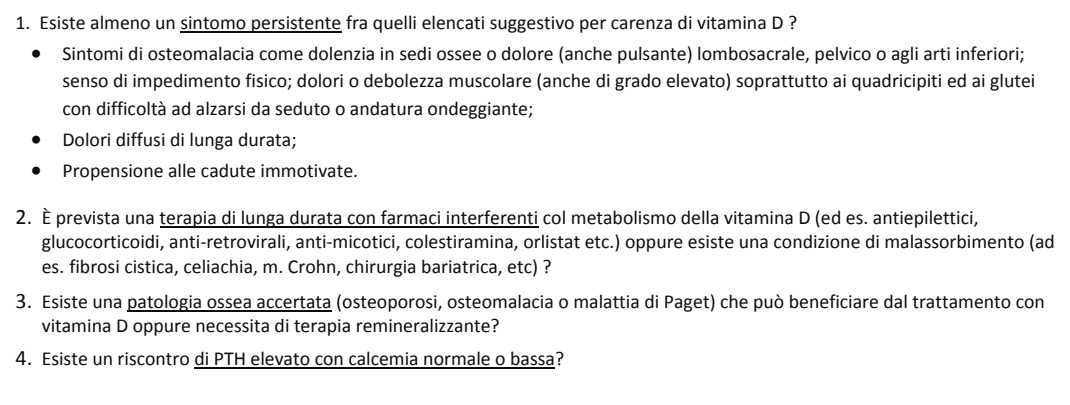 1. Esiste almeno un sintomo persistente fra quelli elencati suggestivo per carenza di vitamina D ?
• Sintomi di osteomalacia come dolenzia in sedi ossee o dolore (anche pulsante) lombosacrale, pelvico o agli arti inferiori;
senso di impedimento fisico; dolori o debolezza muscolare (anche di grado elevato) soprattutto ai quadricipiti ed ai glutei
con difficoltà ad alzarsi da seduto o andatura ondeggiante;
• Dolori diffusi di lunga durata;
• Propensione alle cadute immotivate.
2. È prevista una terapia di lunga durata con farmaci interferenti col metabolismo della vitamina D (ed es. antiepilettici,
glucocorticoidi, anti-retrovirali, anti-micotici, colestiramina, orlistat etc.) oppure esiste una condizione di malassorbimento (ad
es. fibrosi cistica, celiachia, m. Crohn, chirurgia bariatrica, etc) ?
3. Esiste una patologia ossea accertata (osteoporosi, osteomalacia o malattia di Paget) che può beneficiare dal trattamento con
vitamina D oppure necessita di terapia remineralizzante?
4. Esiste un riscontro di PTH elevato con calcemia normale o bassa?